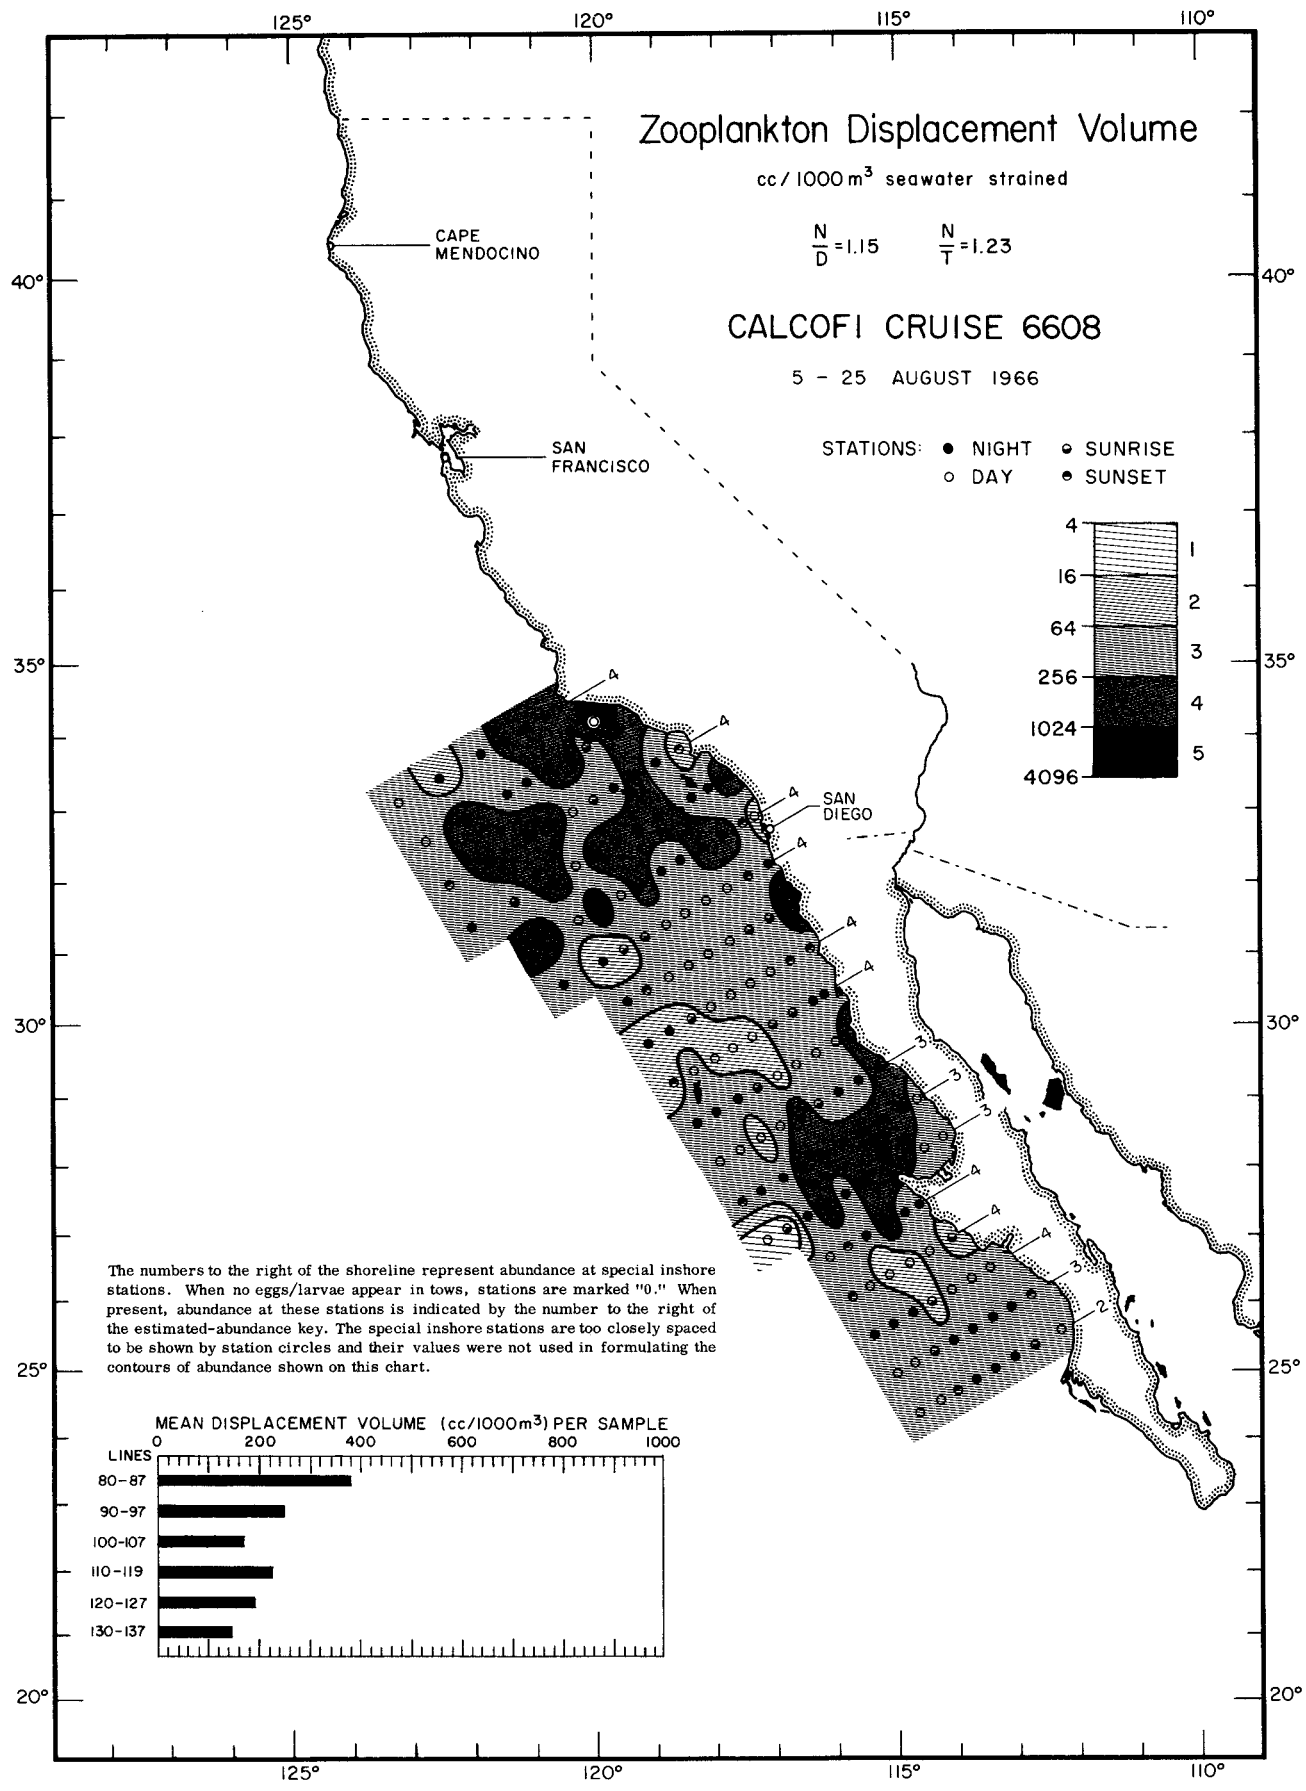 125° 120° 115° 110°
Zooplankton Displacement Volume
cc/1000m³ seawater strained
N/D =1.15 N/T =1.23
CALCOFI CRUISE 6608
5 – 25 AUGUST 1966
STATIONS: ● NIGHT ◒ SUNRISE
○ DAY ◓ SUNSET
CAPE
MENDOCINO
40° 40°
SAN
FRANCISCO
4
1
16
2
64
3
256
4
1024
5
4096
35° 35°
4
4
4
SAN
DIEGO
4
4
4
30° 30°
3
3
3
4
4
4
3
2
The numbers to the right of the shoreline represent abundance at special inshore
stations. When no eggs/larvae appear in tows, stations are marked "0." When
present, abundance at these stations is indicated by the number to the right of
the estimated-abundance key. The special inshore stations are too closely spaced
to be shown by station circles and their values were not used in formulating the
contours of abundance shown on this chart.
25° 25°
MEAN DISPLACEMENT VOLUME (cc/1000m³) PER SAMPLE
0 200 400 600 800 1000
LINES
80–87
90–97
100–107
110–119
120–127
130–137
20° 20°
125° 120° 115° 110°